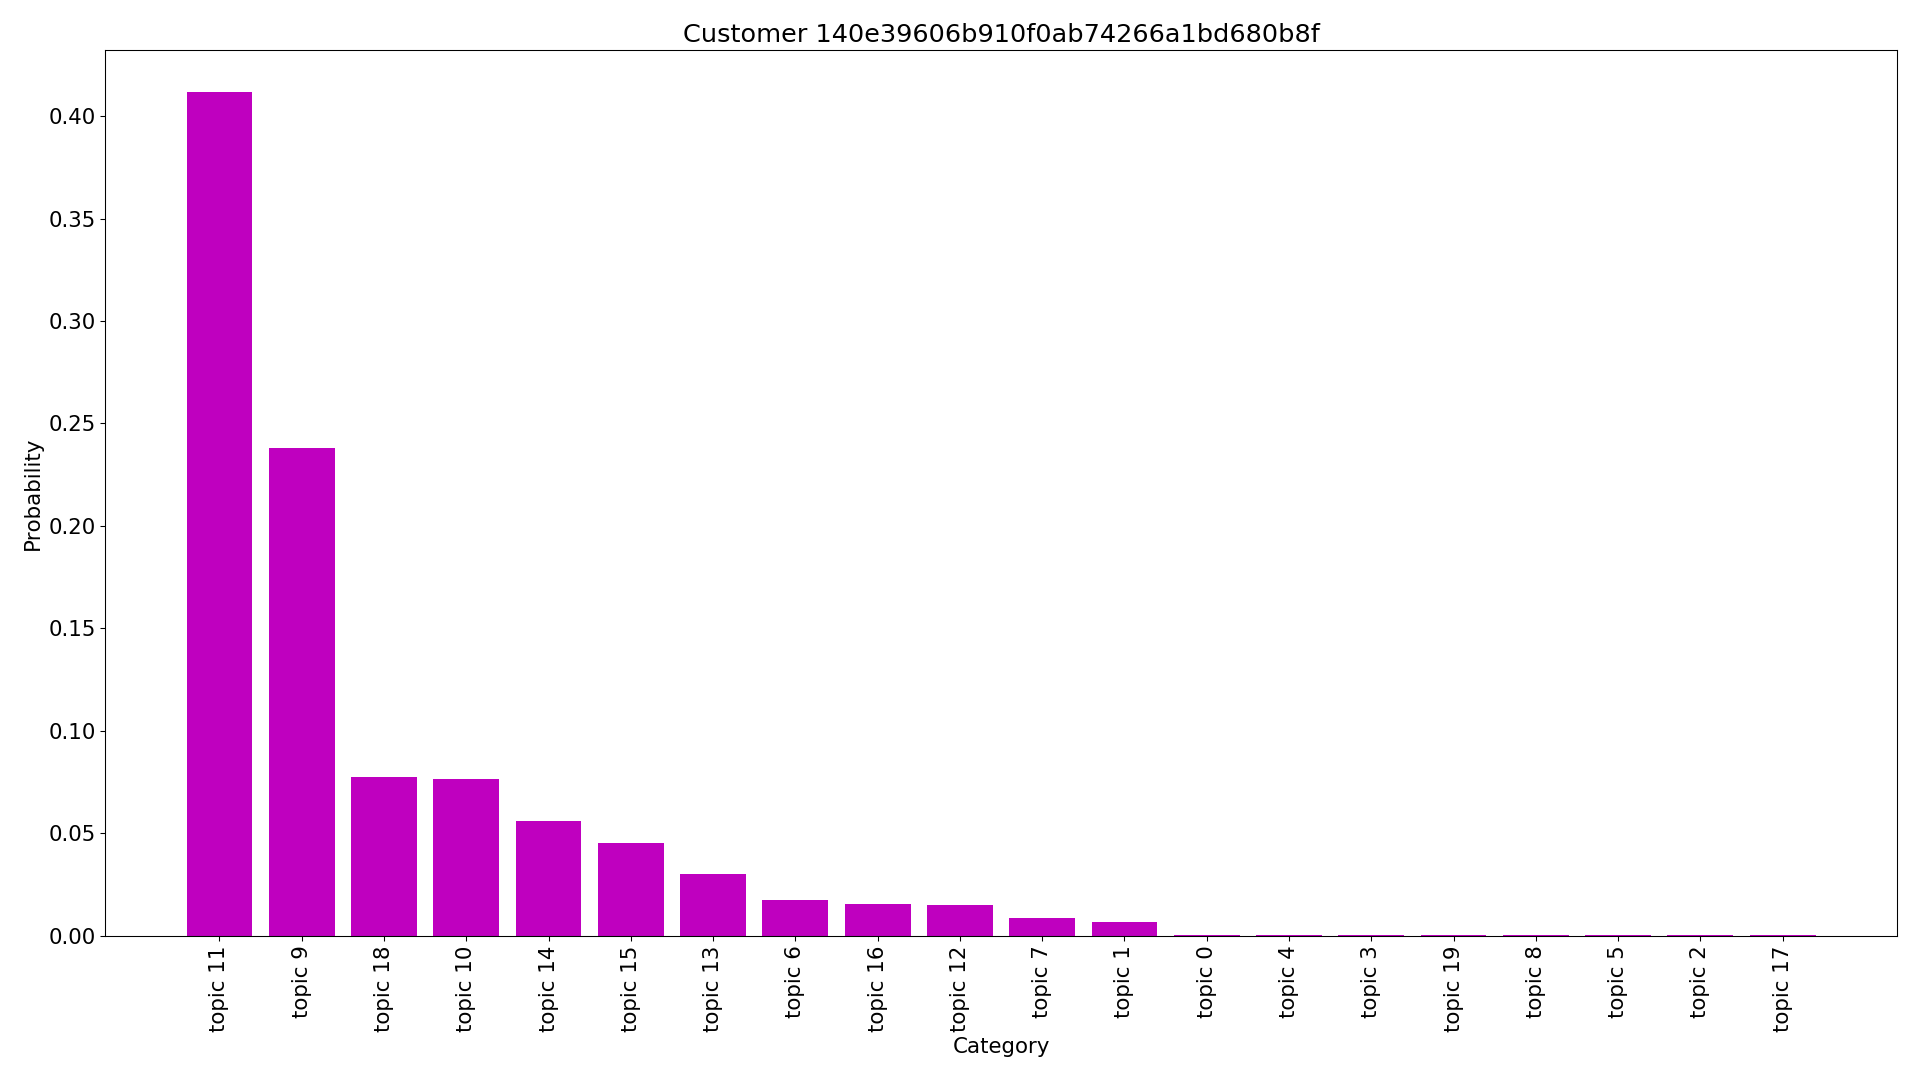 Customer 140e39606b910f0ab74266a1bd680b8f
0.40
0.35
0.30
0.25
0.20
0.15
0.10
0.05
0.00
Probability
topic 11
topic 9
topic 18
topic 10
topic 14
topic 15
topic 13
topic 6
topic 16
topic 12
topic 7
topic 1
topic 0
topic 4
topic 3
topic 19
topic 8
topic 5
topic 2
topic 17
Category